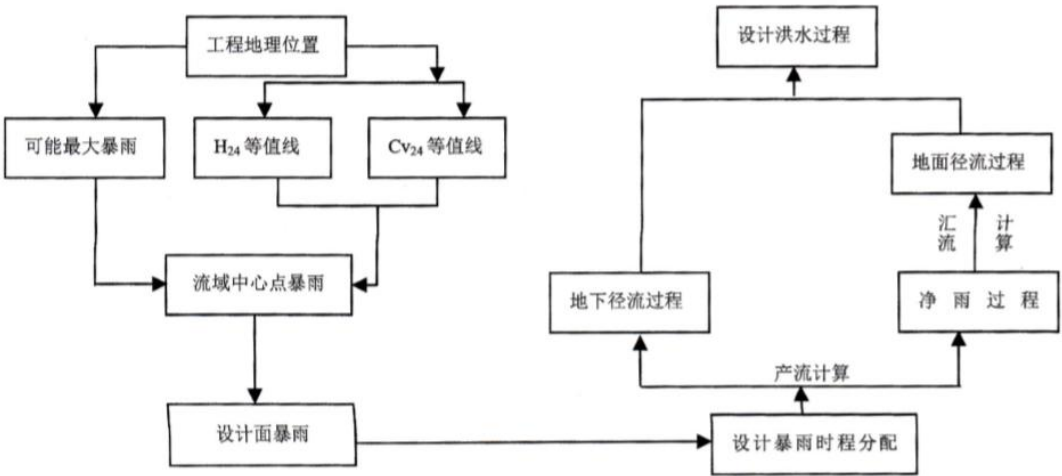 工程地理位置
设计洪水过程
可能最大暴雨
H₂₄等值线
Cv₂₄等值线
地面径流过程
汇流
计算
流域中心点暴雨
地下径流过程
净雨过程
产流计算
设计面暴雨
设计暴雨时程分配